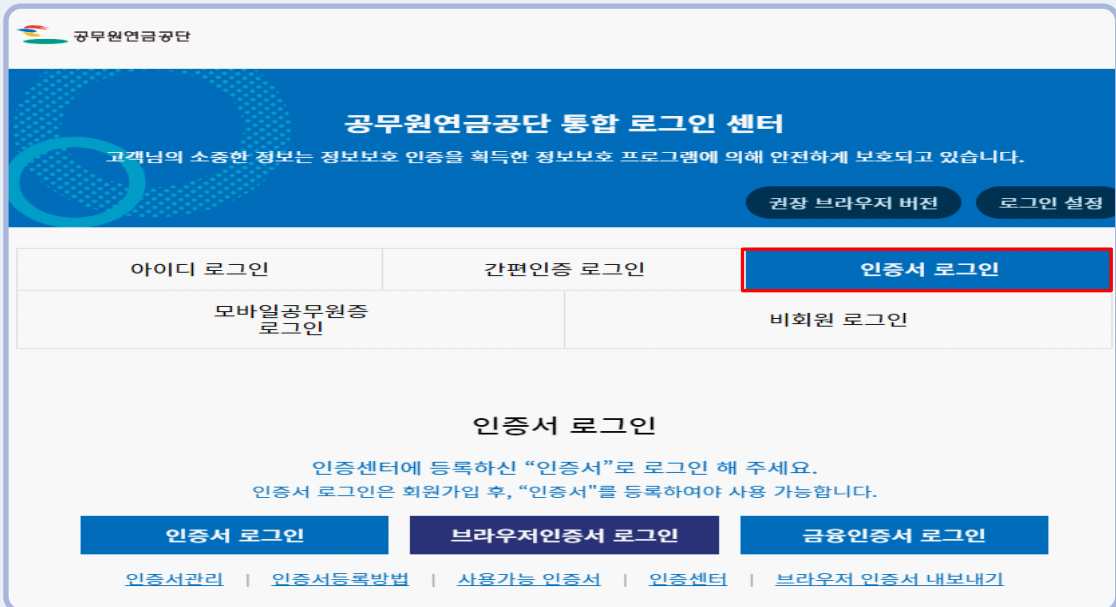 공무원연금공단
공무원연금공단 통합 로그인 센터
고객님의 소중한 정보는 정보보호 인증을 획득한 정보보호 프로그램에 의해 안전하게 보호되고 있습니다.
권장 브라우저 버전 로그인 설정
아이디 로그인 간편인증 로그인 인증서 로그인
모바일공무원증
로그인
비회원 로그인
인증서 로그인
인증센터에 등록하신 “인증서”로 로그인 해 주세요.
인증서 로그인은 회원가입 후, “인증서"를 등록하여야 사용 가능합니다.
인증서 로그인 브라우저인증서 로그인 금융인증서 로그인
인증서관리 | 인증서등록방법 | 사용가능 인증서 | 인증센터 | 브라우저 인증서 내보내기